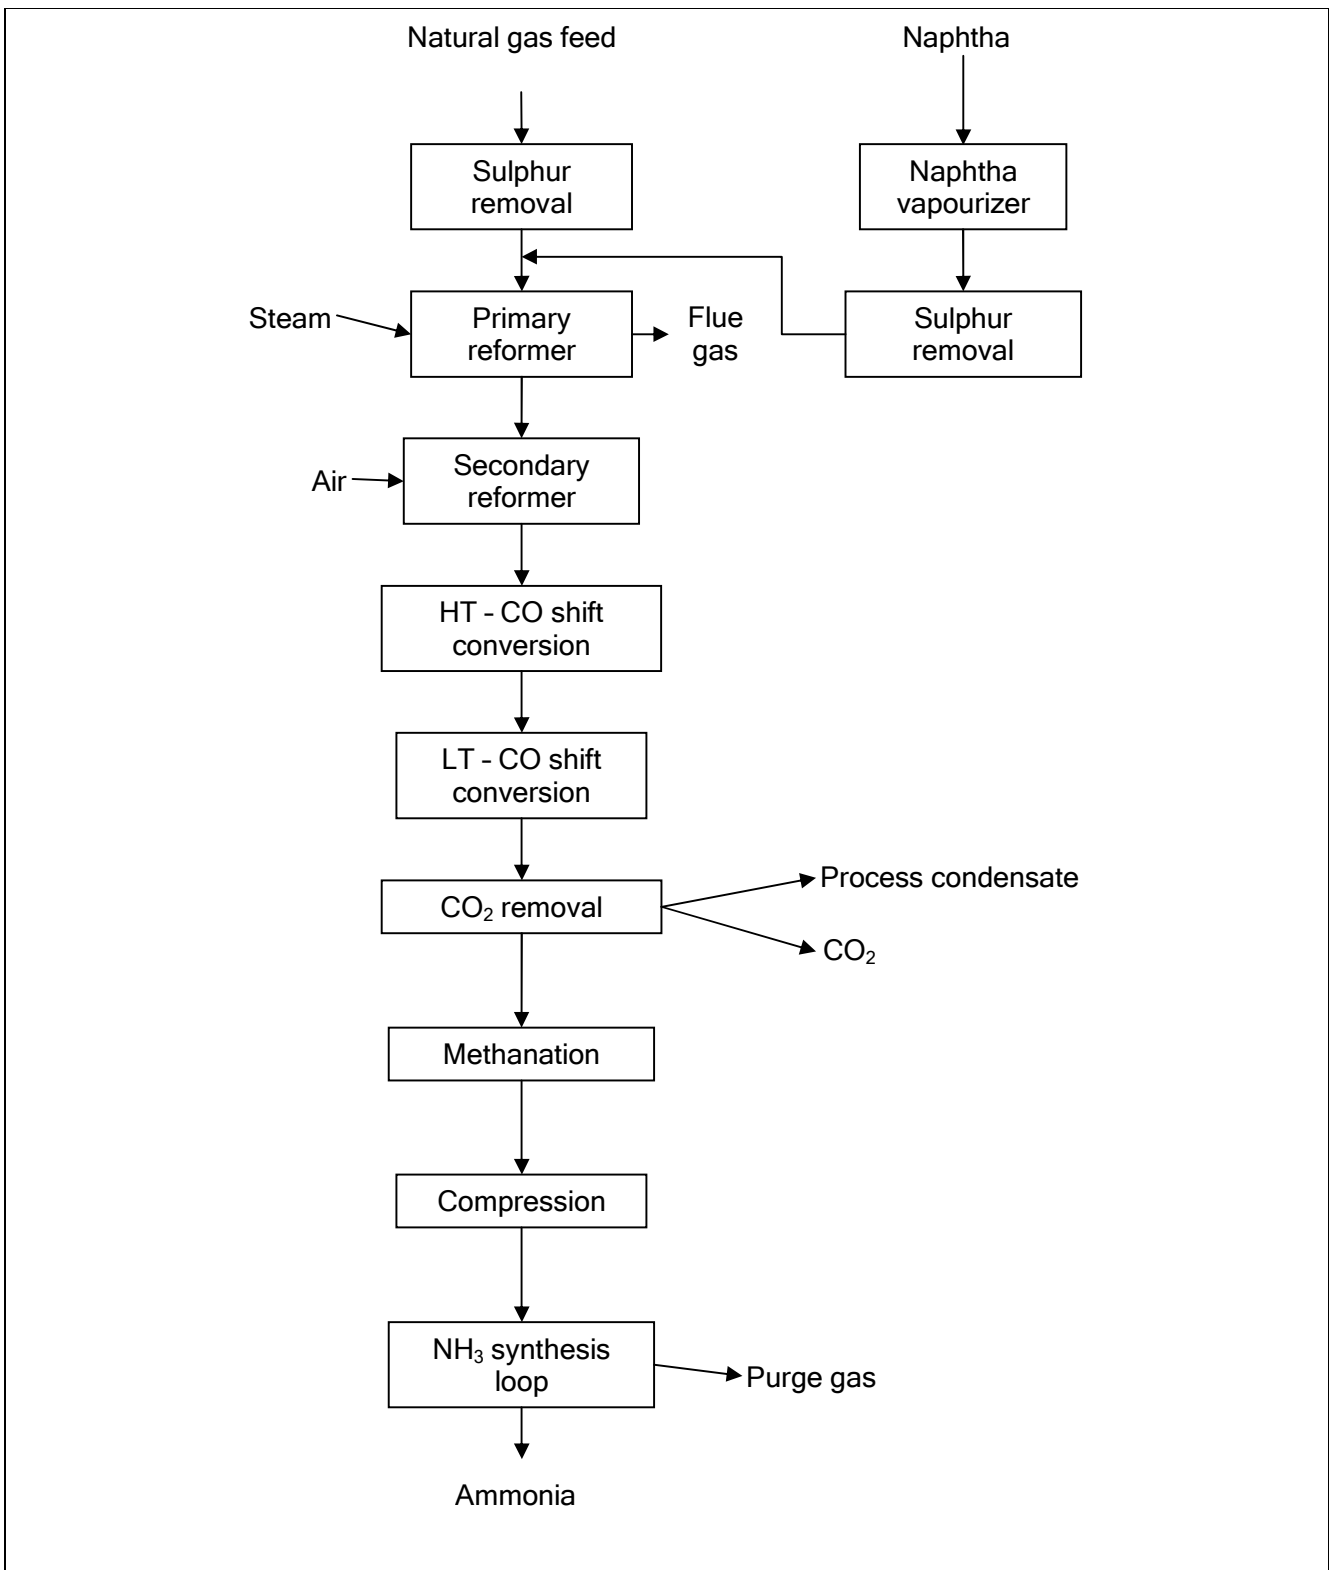 Natural gas feed
Naphtha
Sulphur
removal
Naphtha
vapourizer
Steam
Primary
reformer
Flue
gas
Sulphur
removal
Air
Secondary
reformer
HT - CO shift
conversion
LT - CO shift
conversion
CO₂ removal
Process condensate
CO₂
Methanation
Compression
NH₃ synthesis
loop
Purge gas
Ammonia